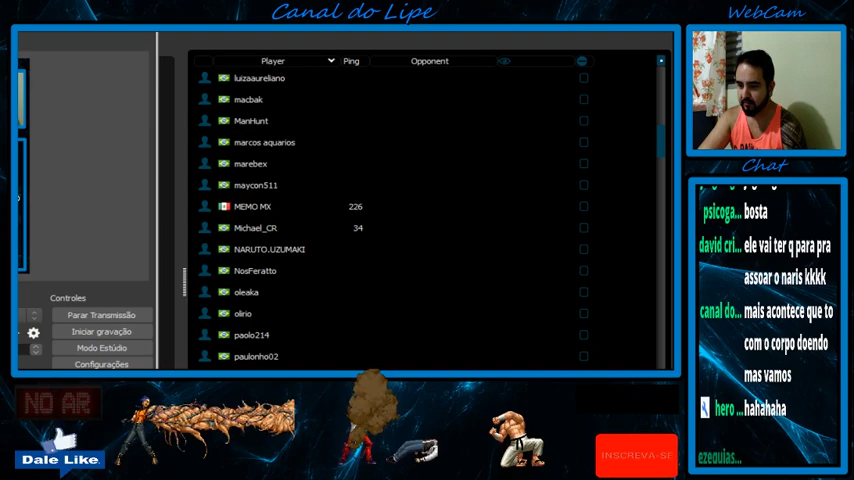 Canal do Lipe
WebCam
Player Ping Opponent
luizaaureliano
macbak
ManHunt
marcos aquarios
marebex
maycon511
MEMO MX 226
Michael_CR 34
NARUTO.UZUMAKI
NosFeratto
oleaka
olirio
paolo214
paulonho02
Controles
Parar Transmissão
Iniciar gravação
Modo Estúdio
Configurações
Chat
psicoga... bosta
david cri... ele vai ter q para pra
assoar o naris kkkk
canal do... mais acontece que to
com o corpo doendo
mas vamos
hero ... hahahaha
ezequias...
NO AR
Dale Like.
INSCREVA-SE